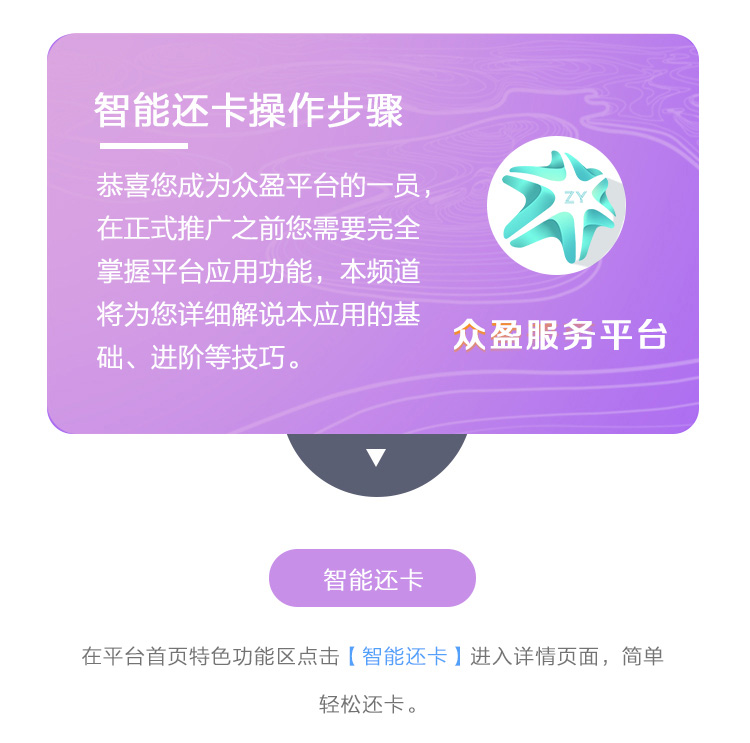 智能还卡操作步骤
恭喜您成为众盈平台的一员，
在正式推广之前您需要完全
掌握平台应用功能，本频道
将为您详细解说本应用的基
础、进阶等技巧。
ZY
众盈服务平台
智能还卡
在平台首页特色功能区点击【智能还卡】进入详情页面，简单
轻松还卡。